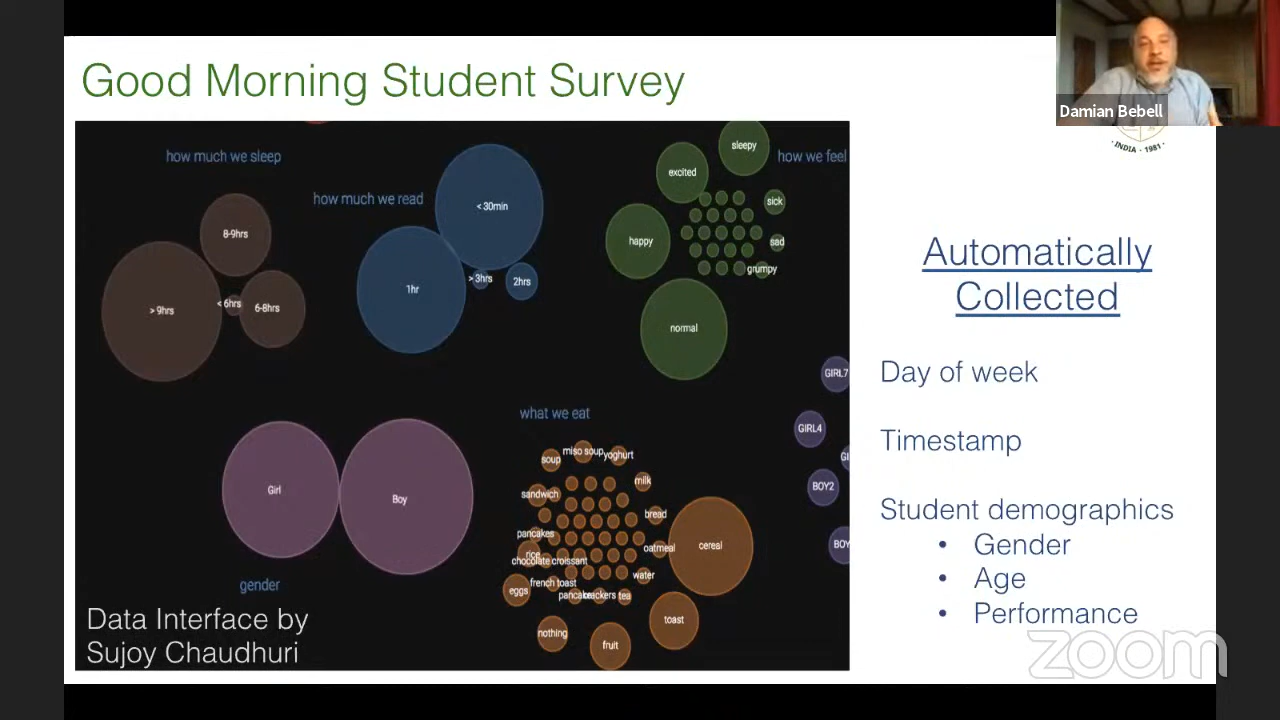 Good Morning Student Survey
Damian Bebell
INDIA - 1981
how much we sleep
8-9hrs
> 9hrs
< 6hrs
6-8hrs
how much we read
< 30min
1hr
> 3hrs
2hrs
how we feel
sleepy
excited
sick
happy
sad
grumpy
normal
Girl
Boy
gender
what we eat
soup
miso soup
yoghurt
milk
sandwich
bread
pancakes
rice
oatmeal
cereal
chocolate croissant
water
french toast
eggs
tea
toast
nothing
fruit
GIRL7
GIRL4
BOY2
BOY
Data Interface by
Sujoy Chaudhuri
Automatically
Collected
Day of week
Timestamp
Student demographics
• Gender
• Age
• Performance
zoom